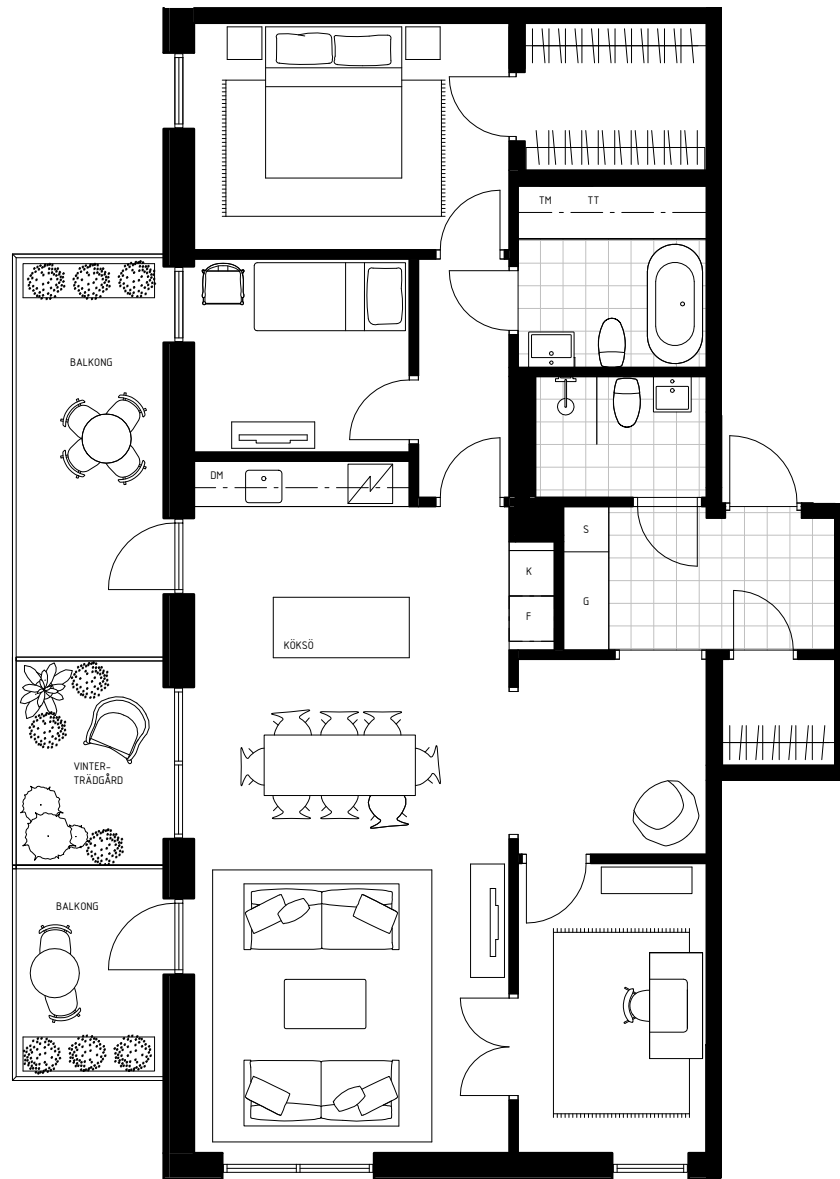 TM TT
BALKONG
DM
S
K
G
F
KÖKSÖ
VINTER-
TRÄDGÅRD
BALKONG